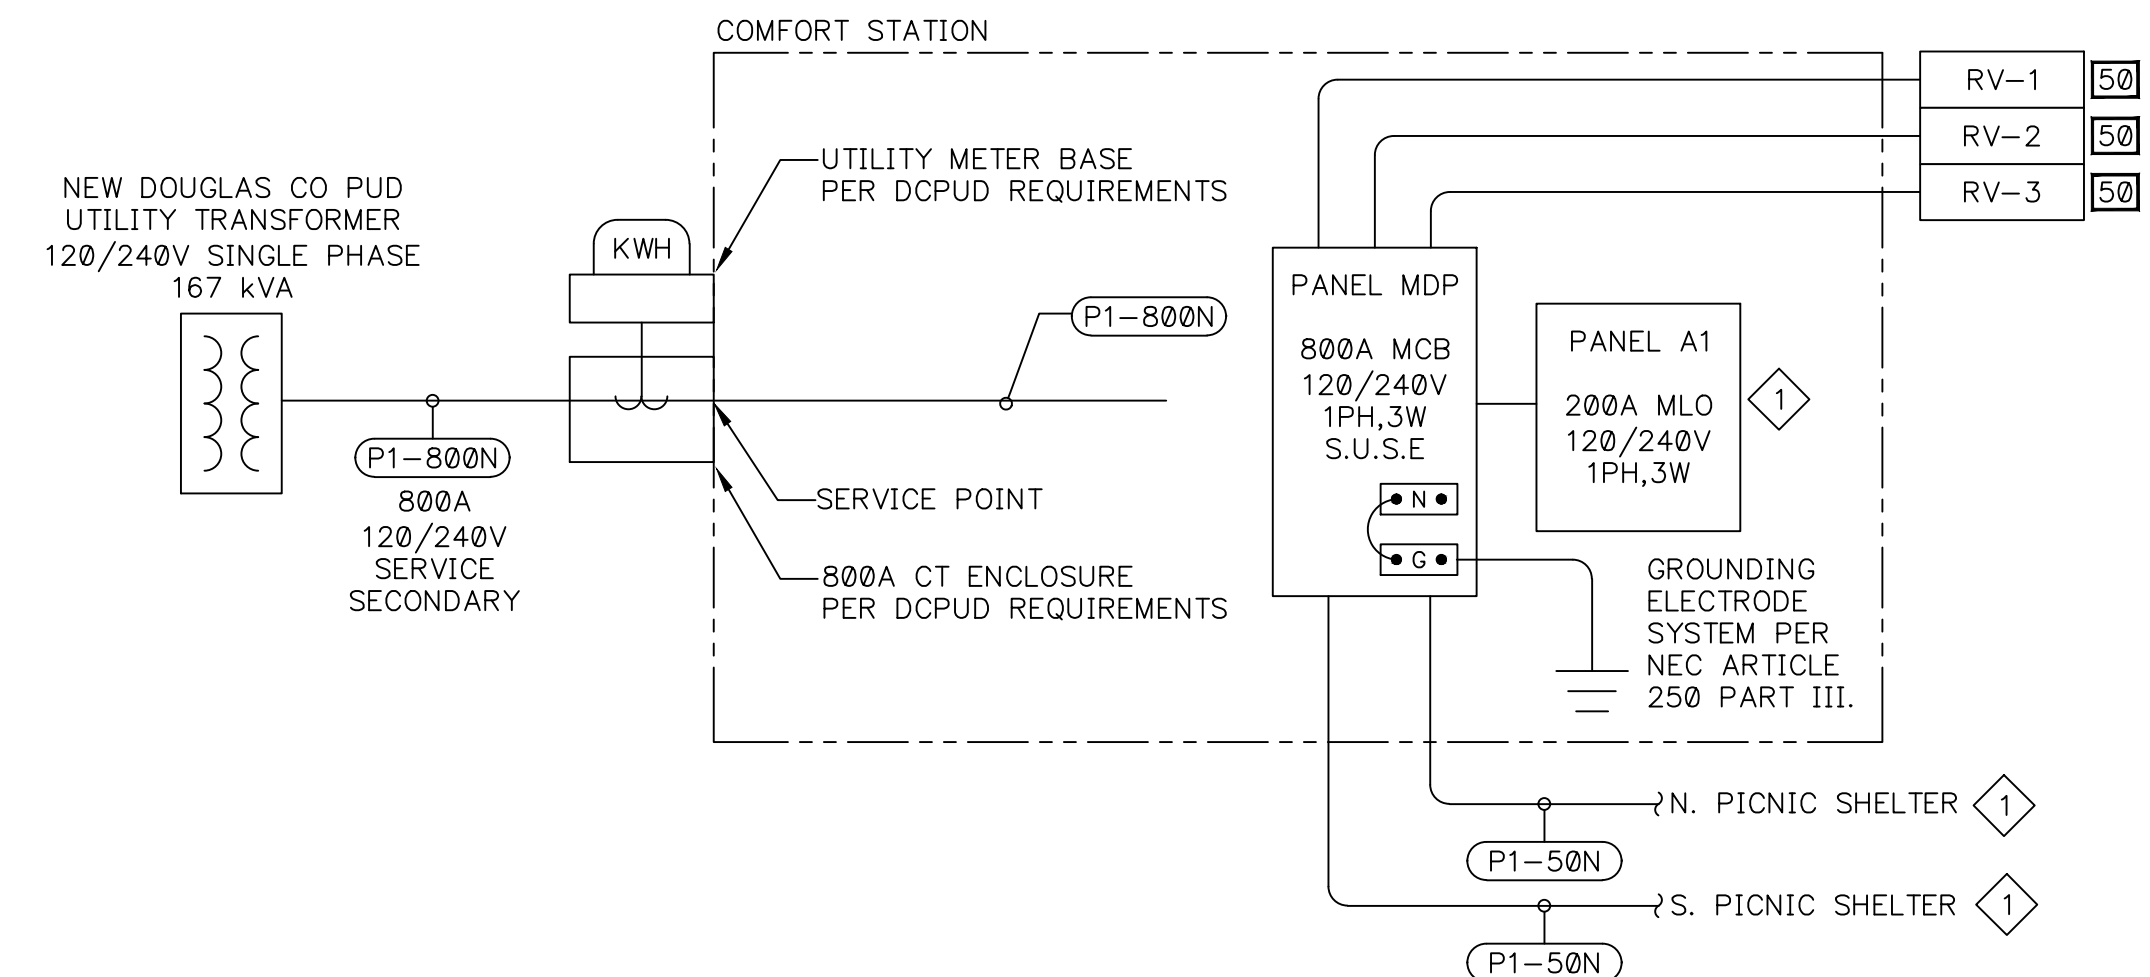 COMFORT STATION
NEW DOUGLAS CO PUD
UTILITY TRANSFORMER
120/240V SINGLE PHASE
167 kVA
P1-800N
800A
120/240V
SERVICE
SECONDARY
KWH
UTILITY METER BASE
PER DCPUD REQUIREMENTS
P1-800N
SERVICE POINT
800A CT ENCLOSURE
PER DCPUD REQUIREMENTS
PANEL MDP
800A MCB
120/240V
1PH,3W
S.U.S.E
N
G
PANEL A1
200A MLO
120/240V
1PH,3W
1
GROUNDING
ELECTRODE
SYSTEM PER
NEC ARTICLE
250 PART III.
RV-1 50
RV-2 50
RV-3 50
N. PICNIC SHELTER 1
P1-50N
S. PICNIC SHELTER 1
P1-50N